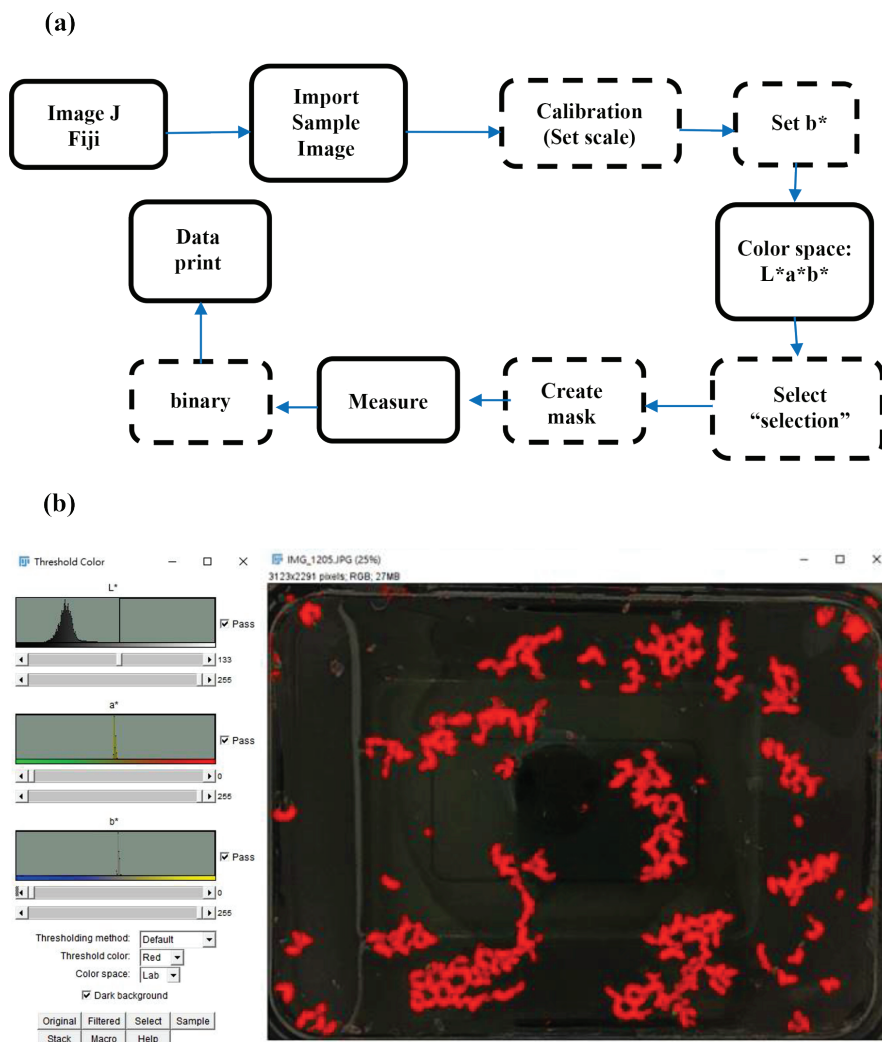 (a)
Image J
Fiji
Import
Sample
Image
Calibration
(Set scale)
Set b*
Color space:
L*a*b*
Select
“selection”
Create
mask
Measure
binary
Data
print
(b)
Threshold Color
L*
Pass
133
255
a*
Pass
0
255
b*
Pass
0
255
Thresholding method: Default
Threshold color: Red
Color space: Lab
Dark background
Original Filtered Select Sample
Stack Macro Help
IMG_1205.JPG (25%)
3123x2291 pixels; RGB; 27MB